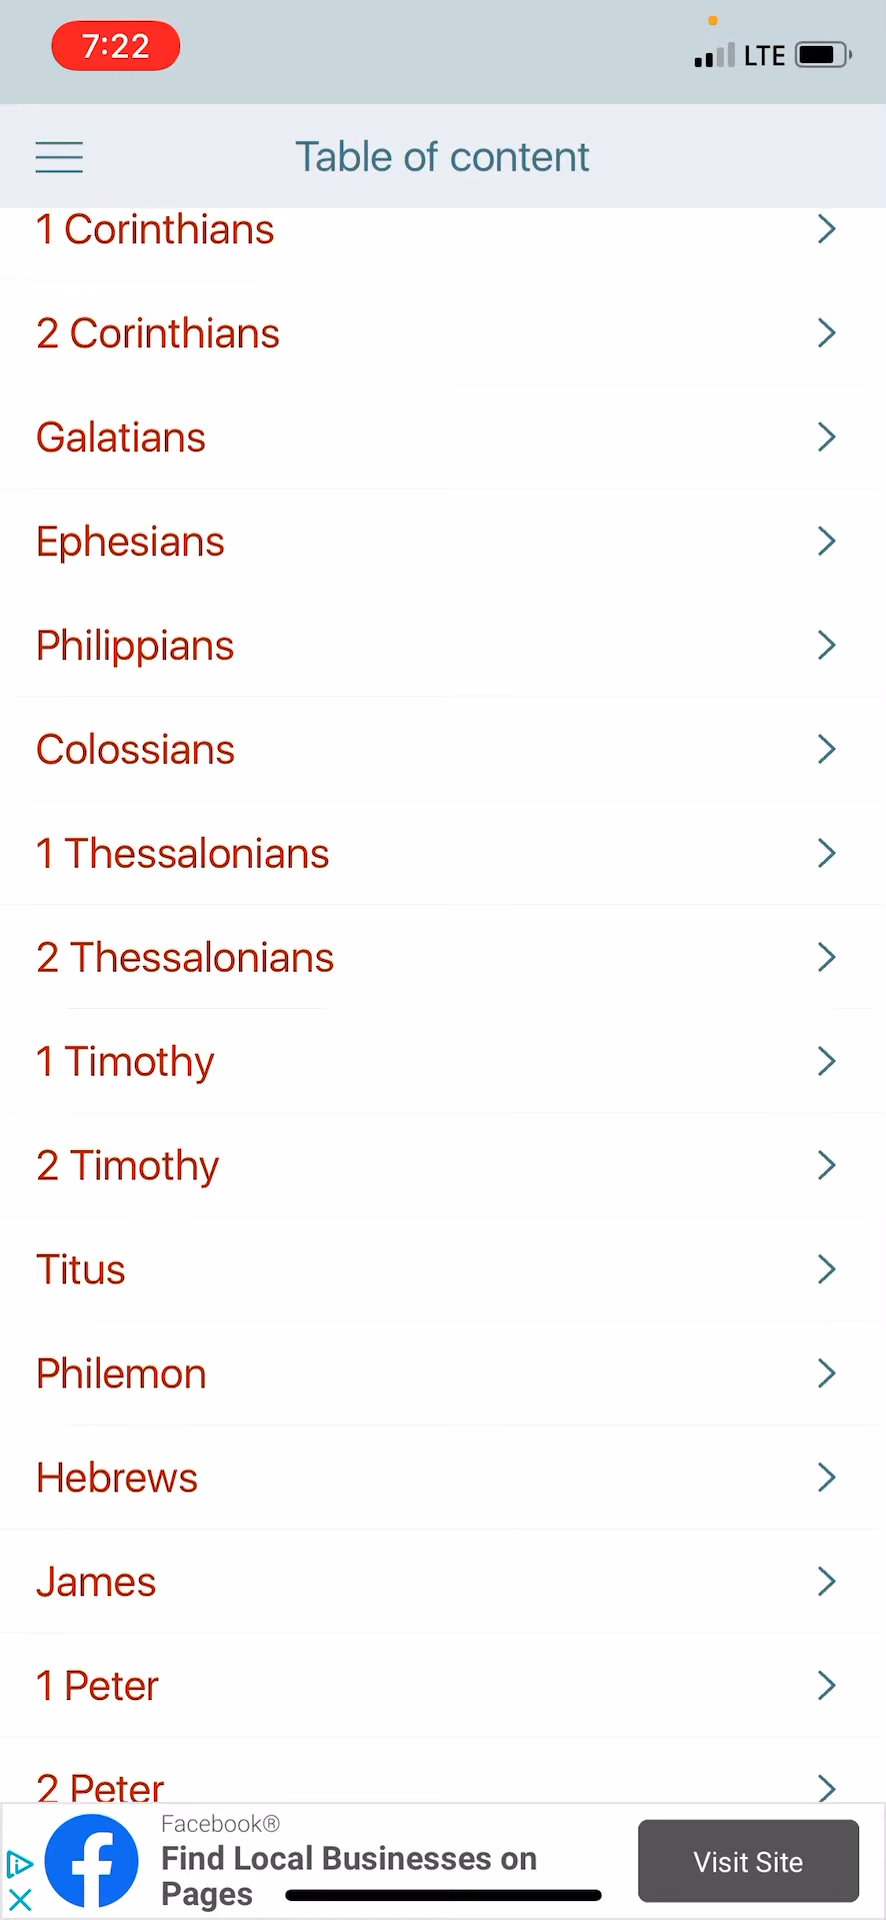 7:22
LTE
Table of content
1 Corinthians
2 Corinthians
Galatians
Ephesians
Philippians
Colossians
1 Thessalonians
2 Thessalonians
1 Timothy
2 Timothy
Titus
Philemon
Hebrews
James
1 Peter
2 Peter
Facebook®
Find Local Businesses on
Pages
Visit Site